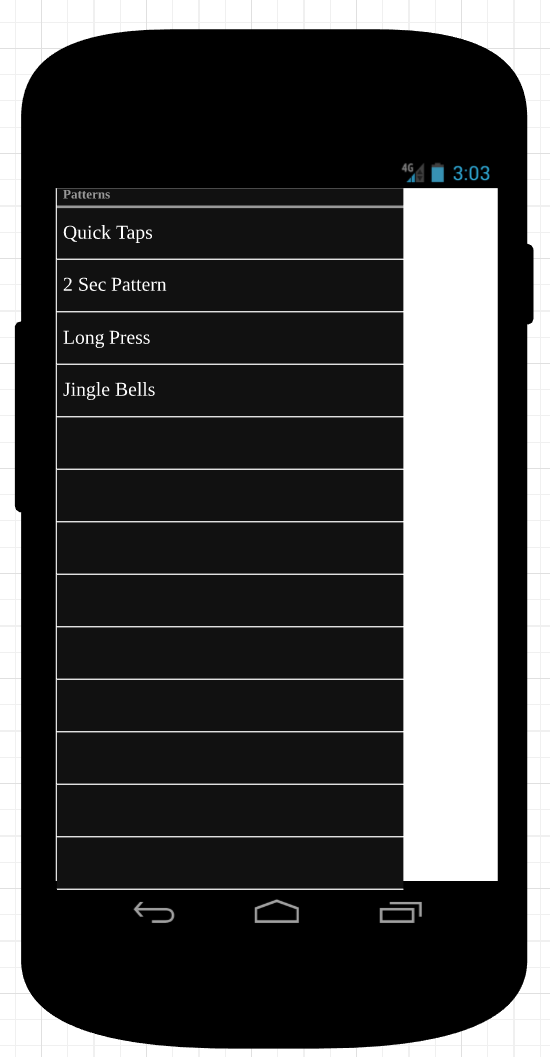 4G 3:03
Patterns
Quick Taps
2 Sec Pattern
Long Press
Jingle Bells